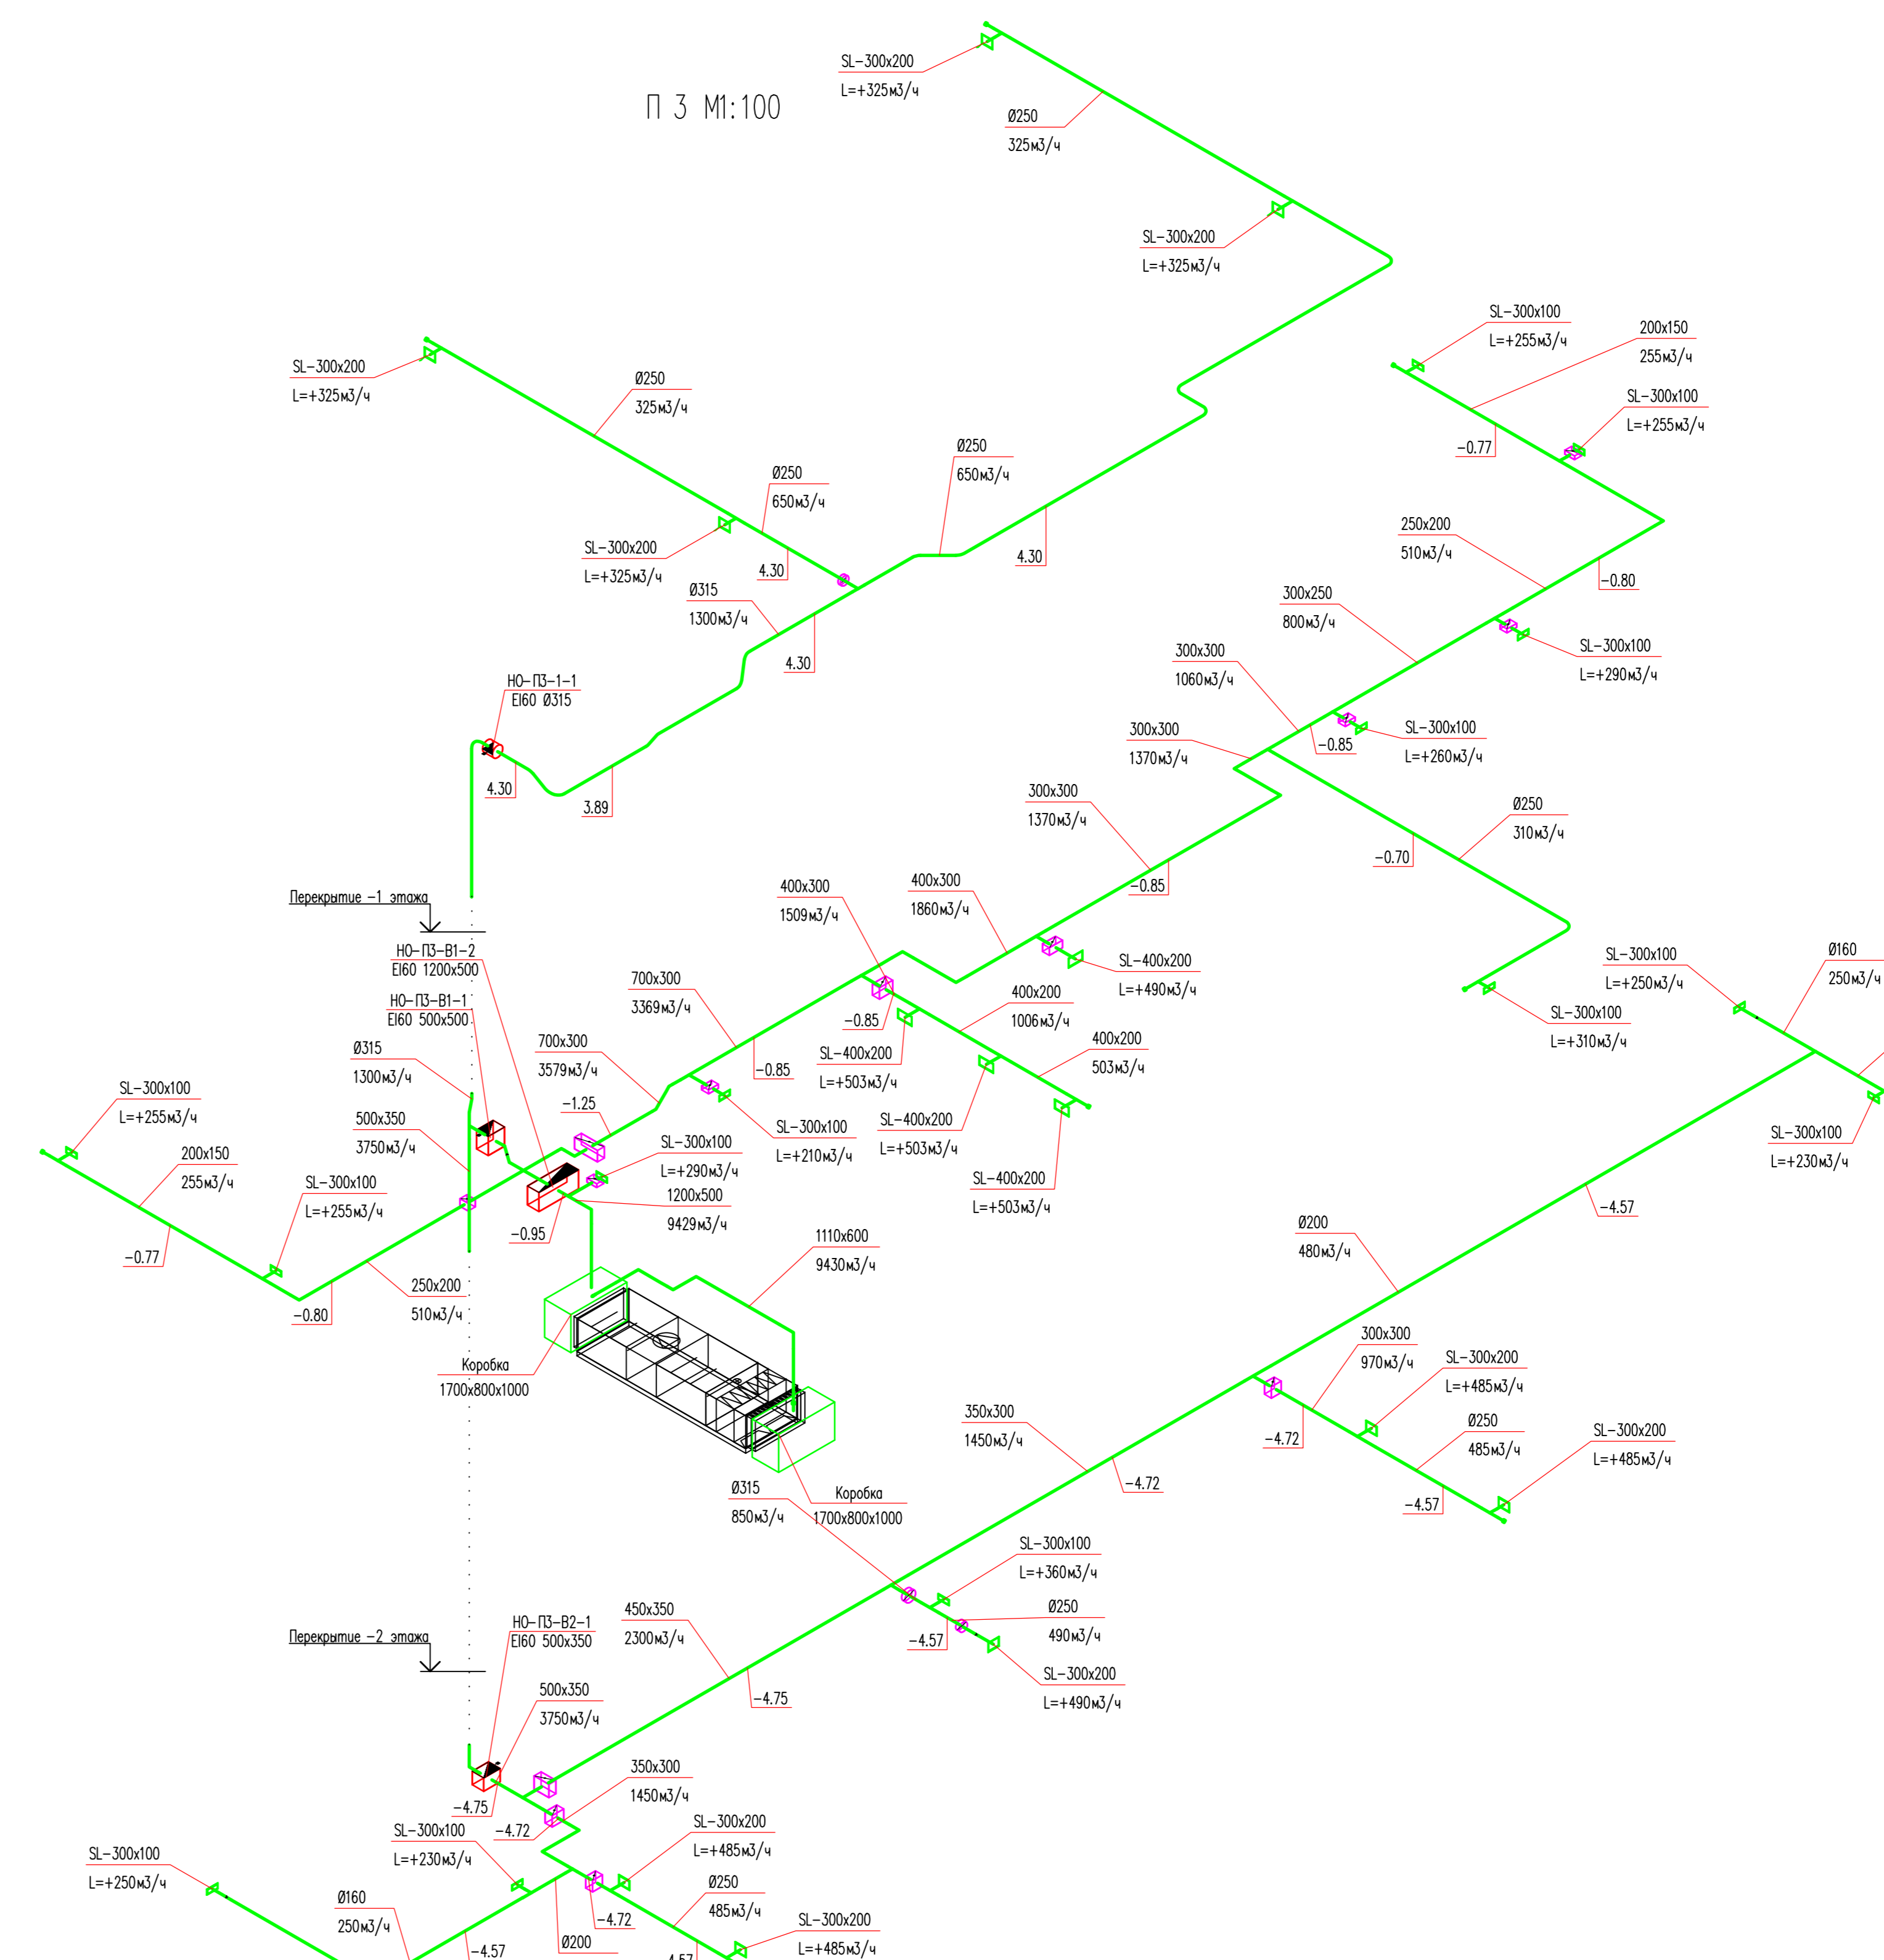 SL-300x200
L=+325м3/ч
П 3 М1:100
Ø250
325м3/ч
SL-300x200
L=+325м3/ч
SL-300x100
L=+255м3/ч
200x150
255м3/ч
SL-300x200
L=+325м3/ч
Ø250
325м3/ч
SL-300x100
L=+255м3/ч
-0.77
Ø250
650м3/ч
Ø250
650м3/ч
SL-300x200
L=+325м3/ч
4.30
4.30
250x200
510м3/ч
-0.80
Ø315
1300м3/ч
4.30
300x250
800м3/ч
SL-300x100
L=+290м3/ч
300x300
1060м3/ч
НО-П3-1-1
EI60 Ø315
300x300
1370м3/ч
-0.85
SL-300x100
L=+260м3/ч
4.30
3.89
300x300
1370м3/ч
Ø250
310м3/ч
-0.70
-0.85
Перекрытие -1 этажа
400x300
1509м3/ч
400x300
1860м3/ч
НО-П3-В1-2
EI60 1200x500
SL-400x200
L=+490м3/ч
SL-300x100
L=+250м3/ч
Ø160
250м3/ч
700x300
3369м3/ч
400x200
1006м3/ч
НО-П3-В1-1
EI60 500x500
-0.85
SL-300x100
L=+310м3/ч
Ø315
1300м3/ч
700x300
3579м3/ч
-0.85
SL-400x200
L=+503м3/ч
400x200
503м3/ч
SL-300x100
L=+255м3/ч
500x350
3750м3/ч
-1.25
SL-300x100
L=+210м3/ч
SL-400x200
L=+503м3/ч
SL-300x100
L=+230м3/ч
200x150
255м3/ч
SL-300x100
L=+255м3/ч
SL-300x100
L=+290м3/ч
SL-400x200
L=+503м3/ч
1200x500
9429м3/ч
-0.95
-4.57
-0.77
1110x600
9430м3/ч
Ø200
480м3/ч
-0.80
250x200
510м3/ч
Коробка
1700x800x1000
300x300
970м3/ч
SL-300x200
L=+485м3/ч
350x300
1450м3/ч
-4.72
Ø250
485м3/ч
SL-300x200
L=+485м3/ч
Ø315
850м3/ч
Коробка
1700x800x1000
-4.72
-4.57
SL-300x100
L=+360м3/ч
450x350
2300м3/ч
Ø250
490м3/ч
-4.57
НО-П3-В2-1
EI60 500x350
Перекрытие -2 этажа
SL-300x200
L=+490м3/ч
500x350
3750м3/ч
-4.75
350x300
1450м3/ч
-4.75
-4.72
SL-300x100
L=+230м3/ч
SL-300x200
L=+485м3/ч
SL-300x100
L=+250м3/ч
Ø160
250м3/ч
Ø250
485м3/ч
-4.72
SL-300x200
L=+485м3/ч
-4.57
Ø200
4.57